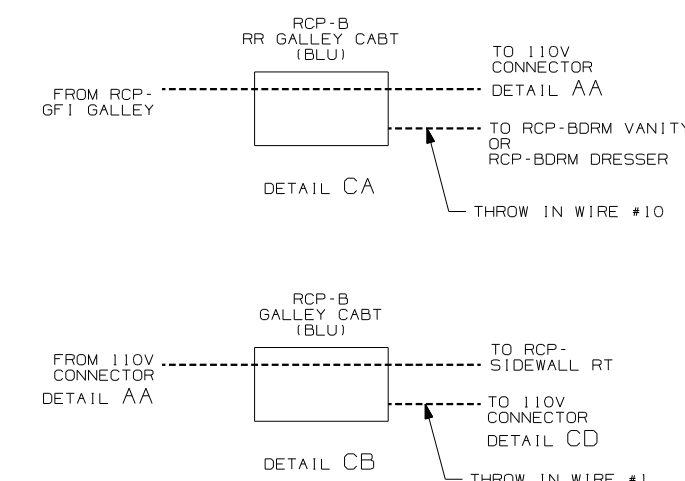 RCP-B
RR GALLEY CABT
(BLU)
FROM RCP-
GFI GALLEY
TO 110V
CONNECTOR
DETAIL AA
TO RCP-BDRM VANITY
OR
RCP-BDRM DRESSER
DETAIL CA
THROW IN WIRE #10
RCP-B
GALLEY CABT
(BLU)
FROM 110V
CONNECTOR
DETAIL AA
TO RCP-
SIDEWALL RT
TO 110V
CONNECTOR
DETAIL CD
DETAIL CB
THROW IN WIRE